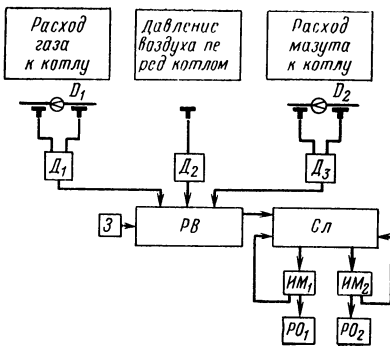 Расход
газа
к котлу
Давление
воздуха пе
ред котлом
Расход
мазута
к котлу
D1
D2
Д1
Д2
Д3
З
РВ
Сл
ИМ1
ИМ2
РО1
РО2